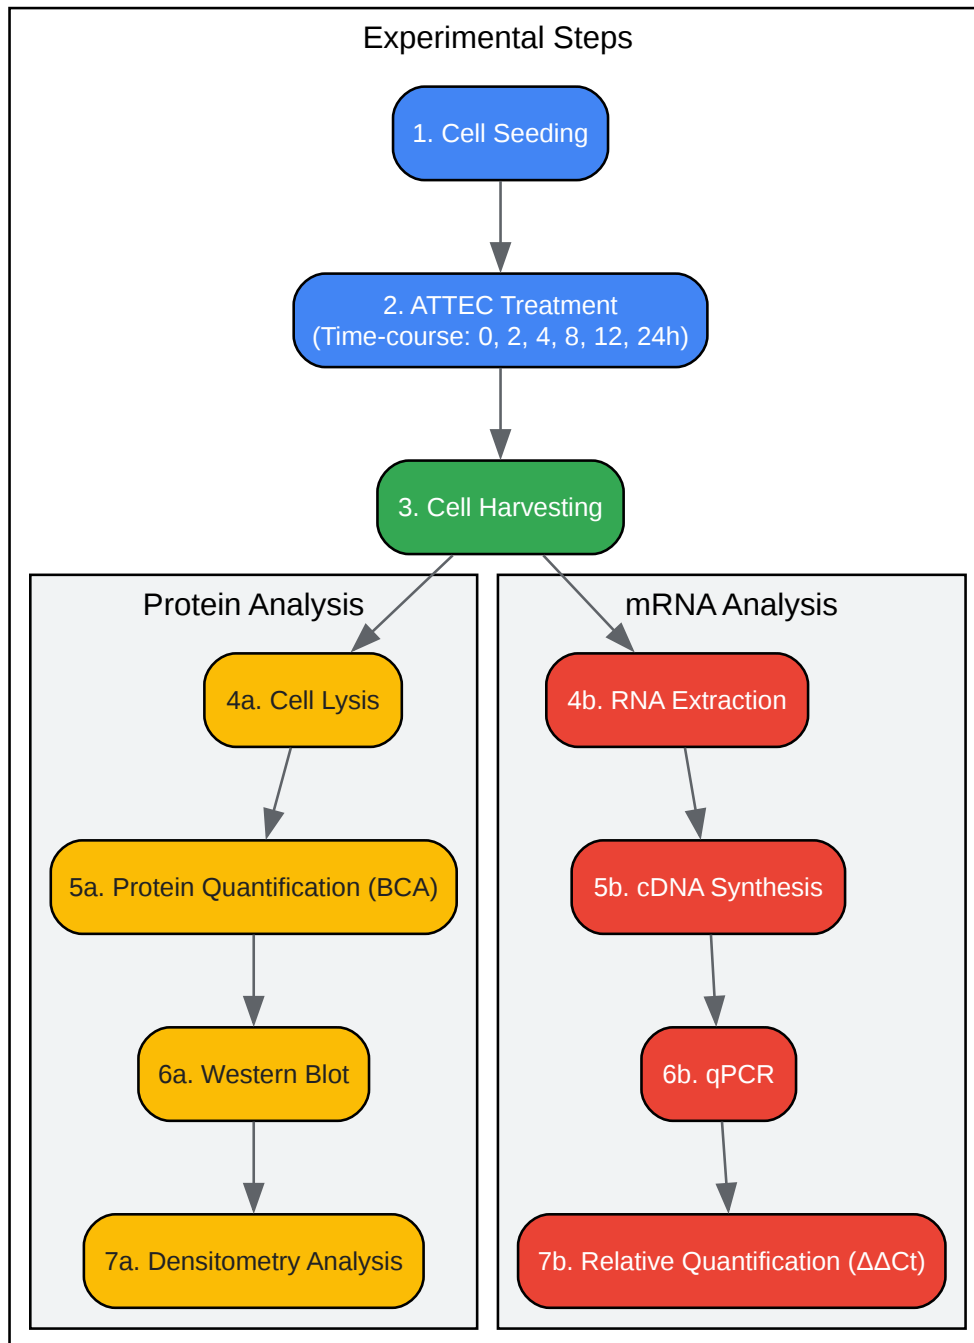 Experimental Steps
1. Cell Seeding
2. ATTEC Treatment
(Time-course: 0, 2, 4, 8, 12, 24h)
3. Cell Harvesting
Protein Analysis
4a. Cell Lysis
5a. Protein Quantification (BCA)
6a. Western Blot
7a. Densitometry Analysis
mRNA Analysis
4b. RNA Extraction
5b. cDNA Synthesis
6b. qPCR
7b. Relative Quantification (ΔΔCt)